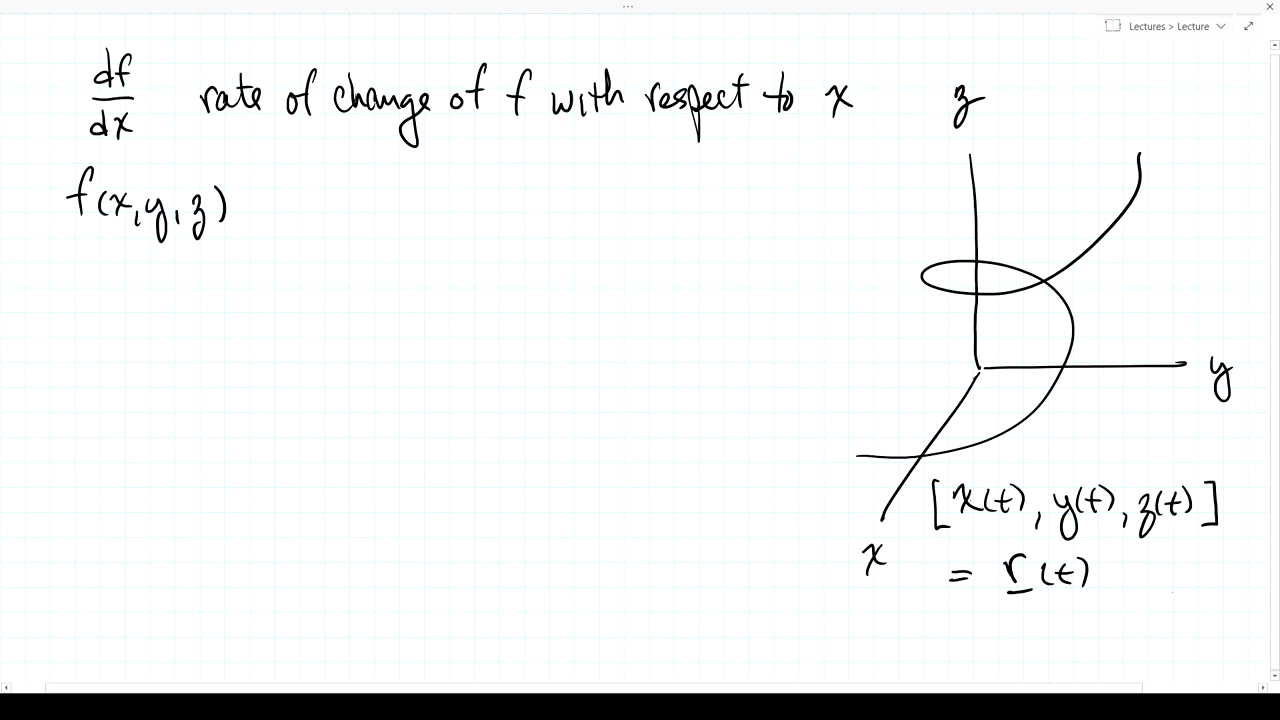 Lectures > Lecture
df/dx rate of change of f with respect to x
f(x, y, z)
z
y
x
[x(t), y(t), z(t)]
= r(t)